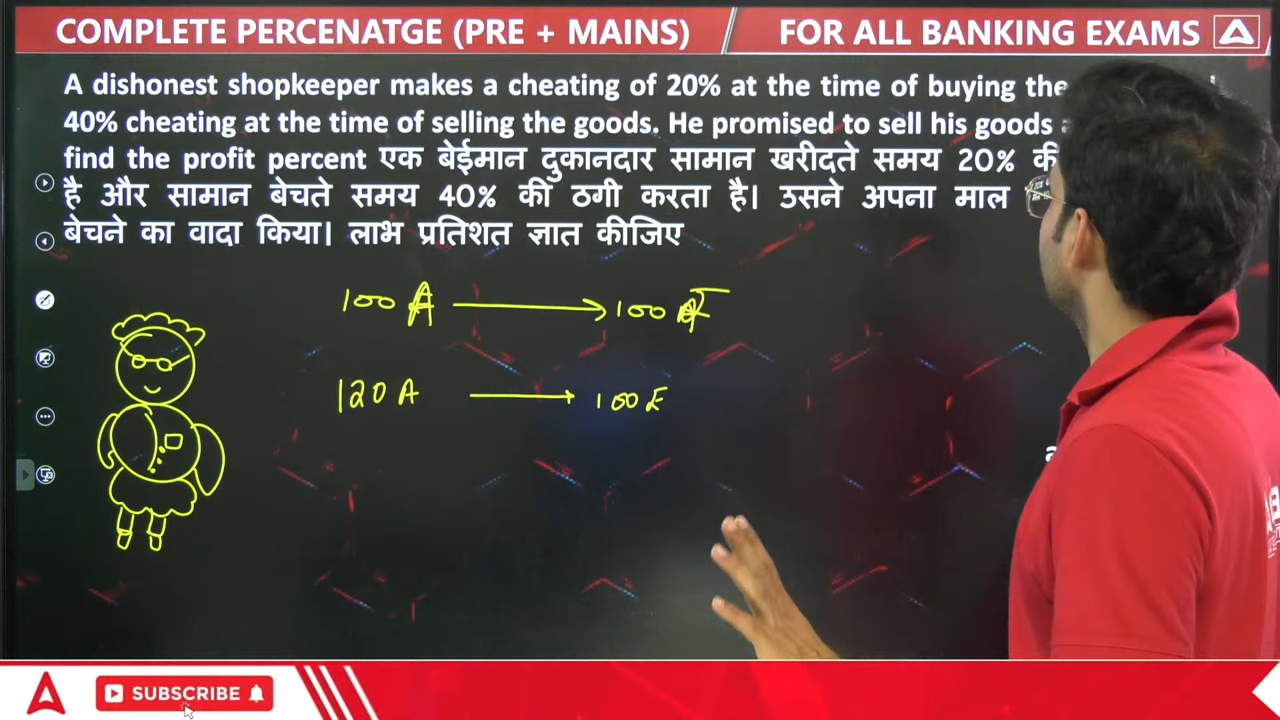 COMPLETE PERCENATGE (PRE + MAINS)
FOR ALL BANKING EXAMS
A dishonest shopkeeper makes a cheating of 20% at the time of buying the
40% cheating at the time of selling the goods. He promised to sell his goods
find the profit percent एक बेईमान दुकानदार सामान खरीदते समय 20% की
है और सामान बेचते समय 40% की ठगी करता है। उसने अपना माल
बेचने का वादा किया। लाभ प्रतिशत ज्ञात कीजिए
100 A 100
120 A 100 E
SUBSCRIBE